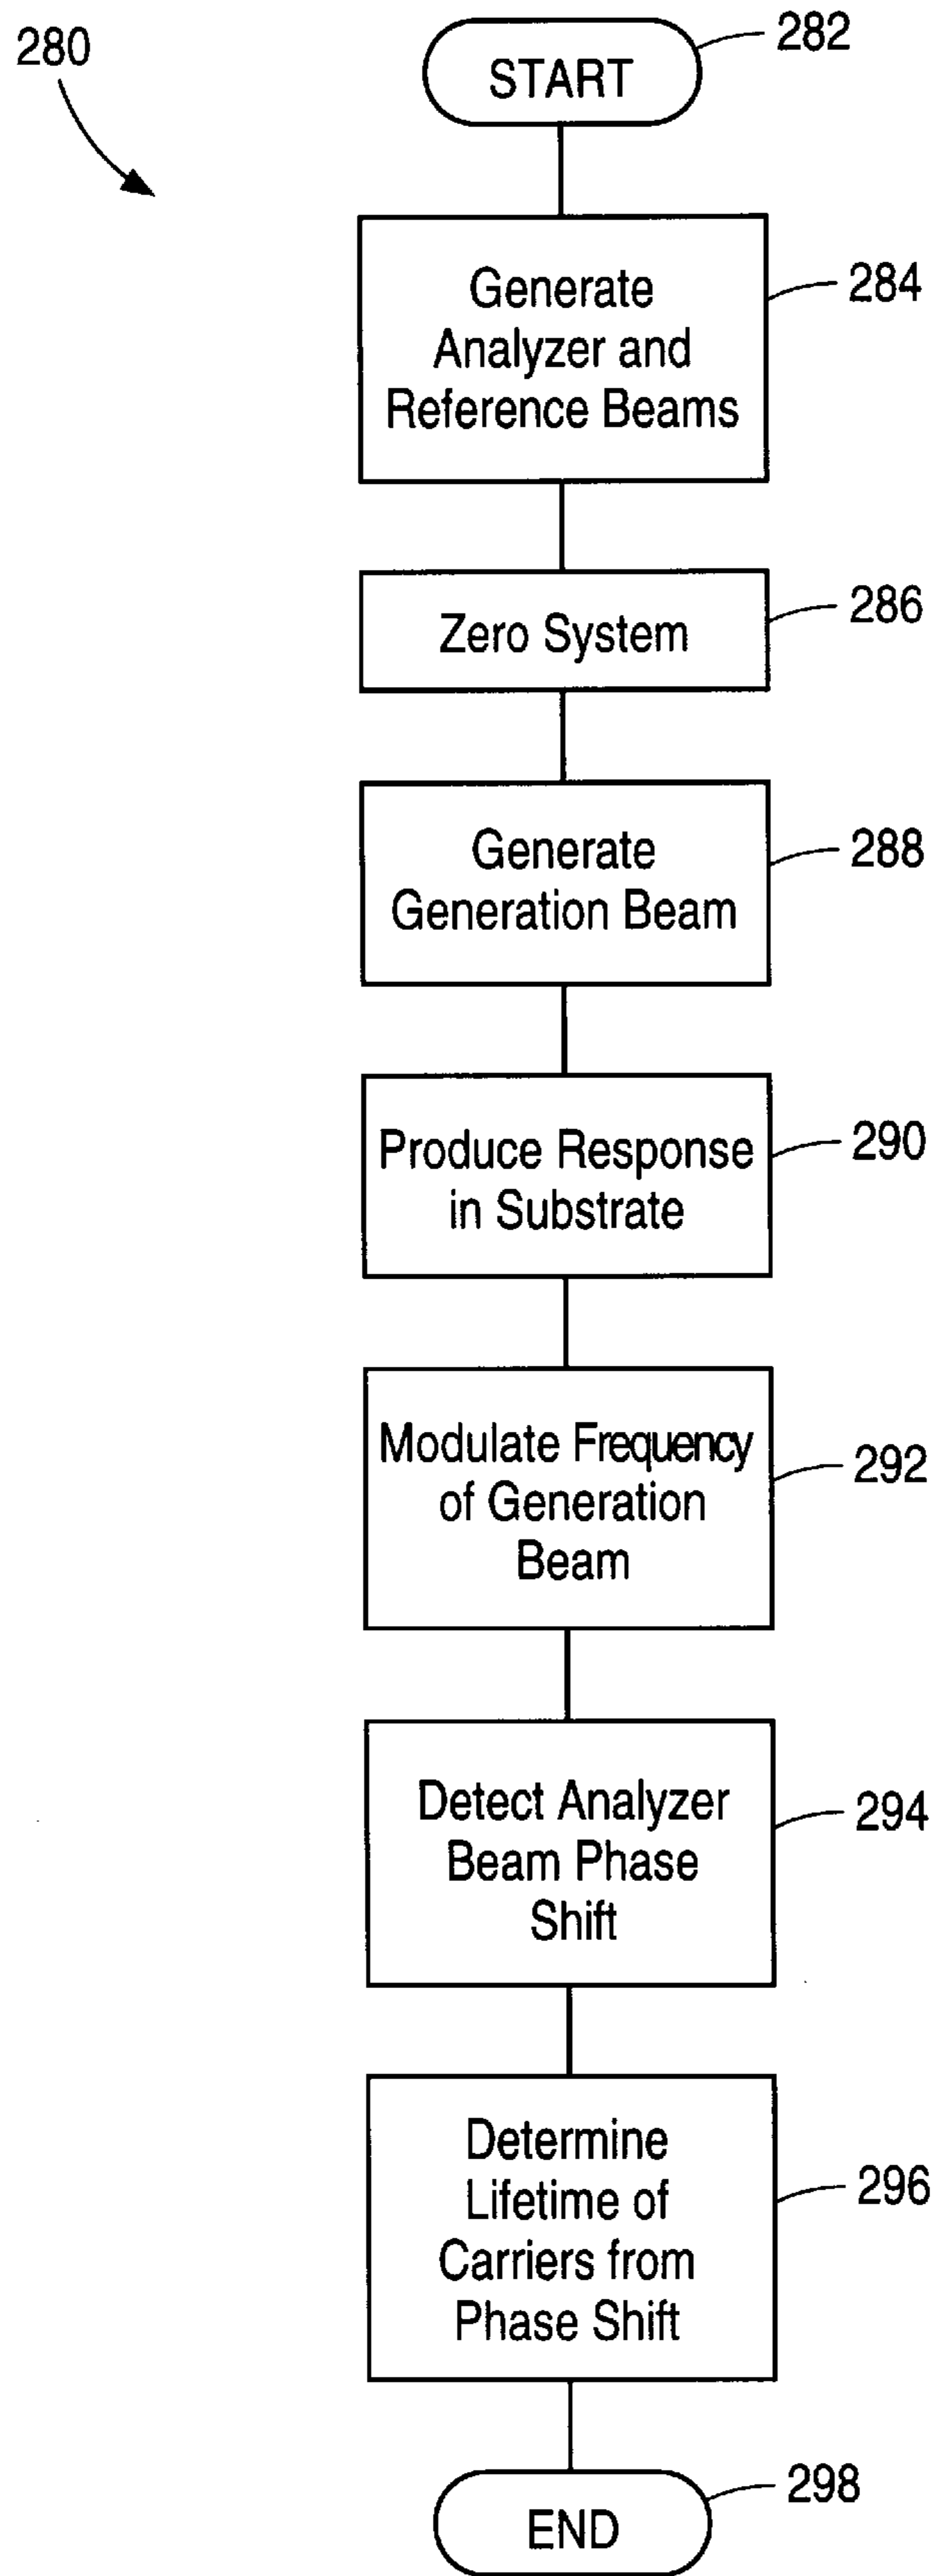 280
282
START
Generate
Analyzer and
Reference Beams
284
Zero System
286
Generate
Generation Beam
288
Produce Response
in Substrate
290
Modulate Frequency
of Generation
Beam
292
Detect Analyzer
Beam Phase
Shift
294
Determine
Lifetime of
Carriers from
Phase Shift
296
END
298